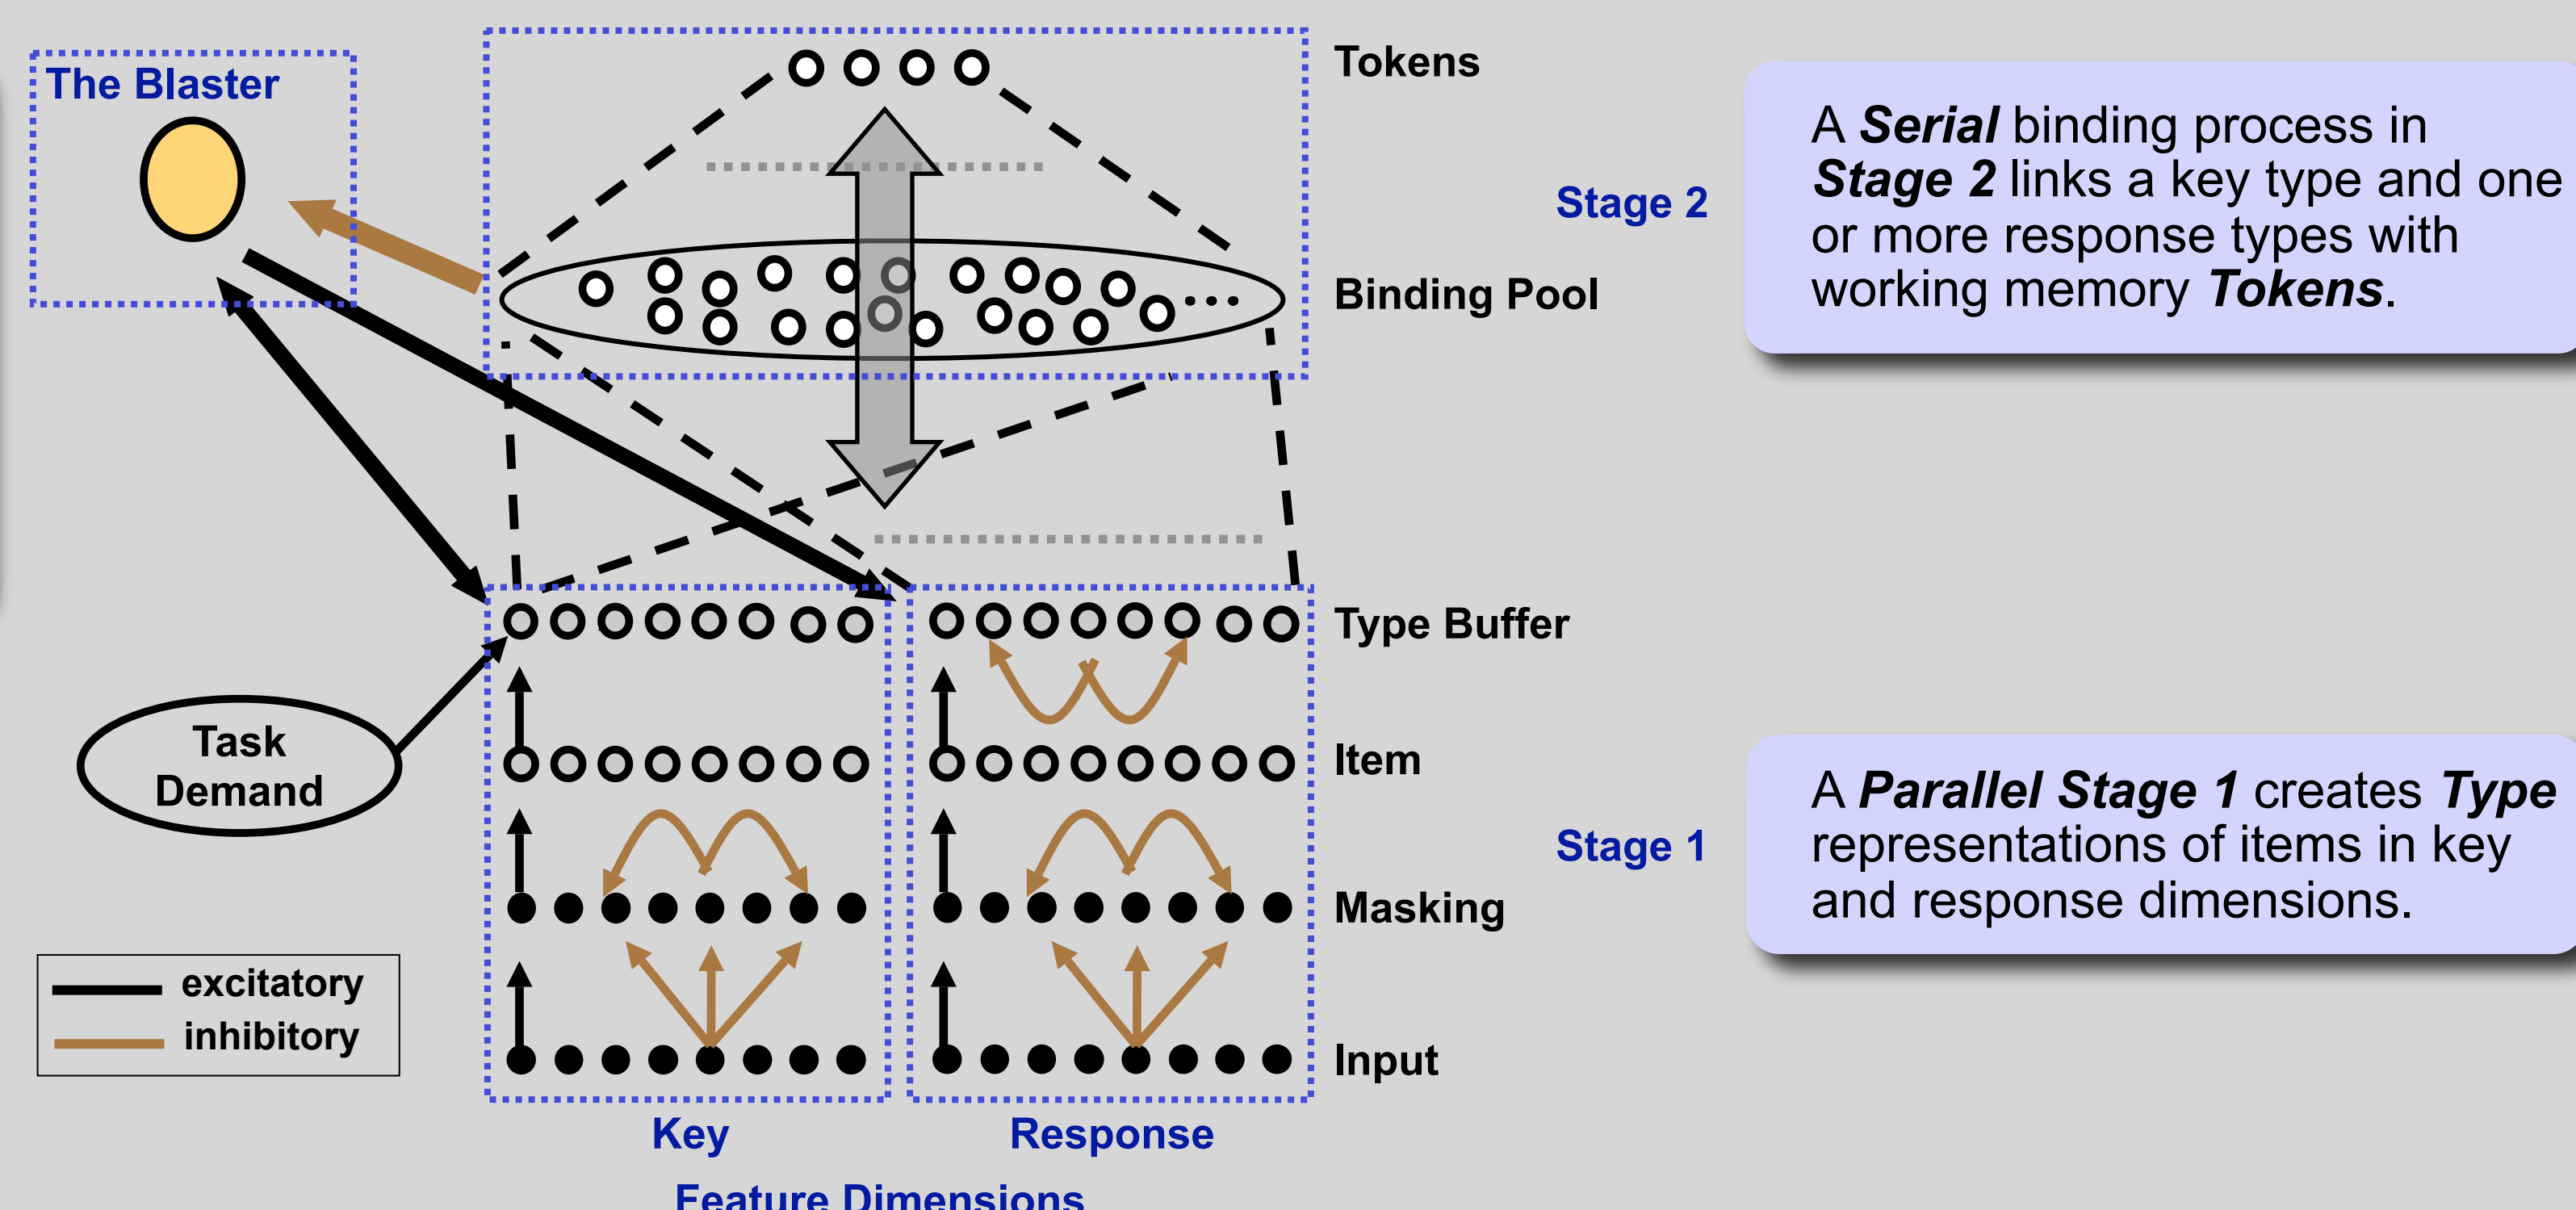 The Blaster
Tokens
Stage 2
Binding Pool
A Serial binding process in
Stage 2 links a key type and one
or more response types with
working memory Tokens.
Type Buffer
Task
Demand
Item
Stage 1
A Parallel Stage 1 creates Type
representations of items in key
and response dimensions.
Masking
excitatory
inhibitory
Input
Key
Response
Feature Dimensions